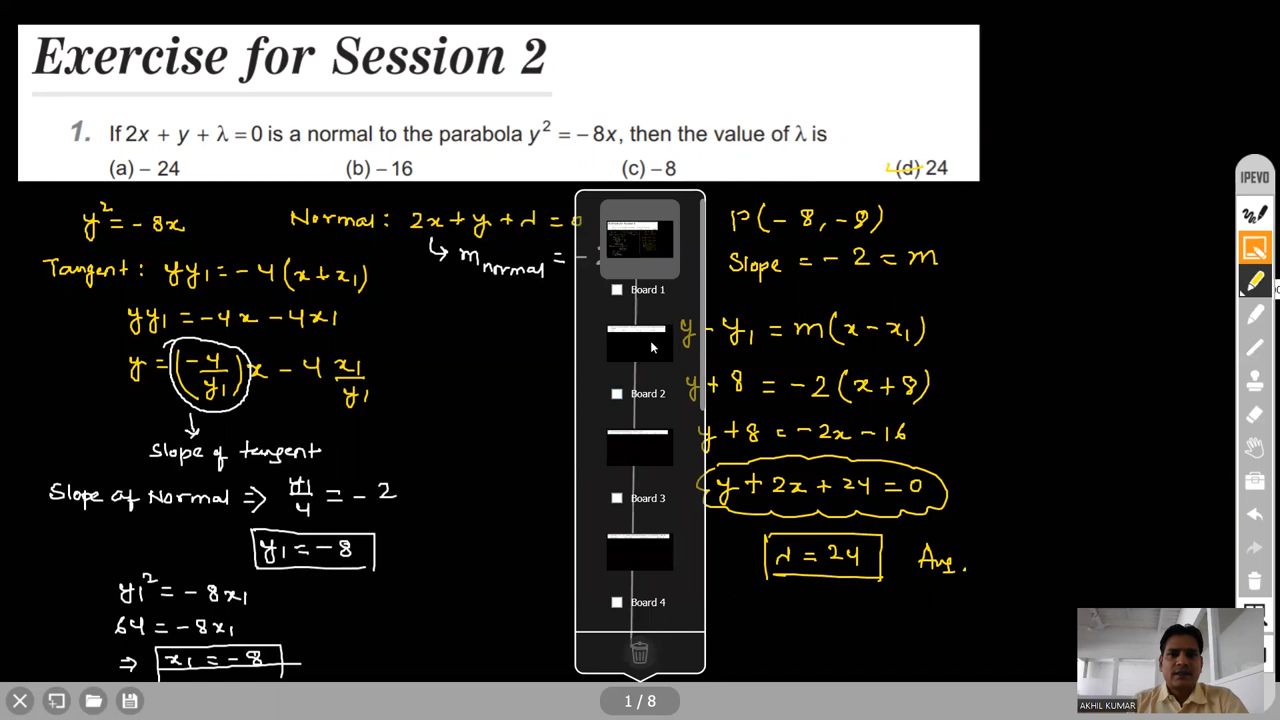 Exercise for Session 2
1. If 2x + y + λ = 0 is a normal to the parabola y² = – 8x, then the value of λ is
(a) – 24 (b) – 16 (c) – 8 (d) 24
y² = - 8x
Normal : 2x + y + λ = 0
m normal = -
Tangent : yy₁ = - 4 (x + x₁)
yy₁ = - 4x - 4x₁
y = (-4/y₁) x - 4 x₁/y₁
Slope of tangent
Slope of Normal ⇒ y₁/4 = - 2
y₁ = - 8
y₁² = - 8x₁
64 = - 8x₁
⇒ x₁ = - 8
P(- 8, - 8)
Slope = - 2 = m
y - y₁ = m(x - x₁)
y + 8 = - 2(x + 8)
y + 8 = - 2x - 16
y + 2x + 24 = 0
λ = 24 Ans.
Board 1
Board 2
Board 3
Board 4
1 / 8
IPEVO
AKHIL KUMAR